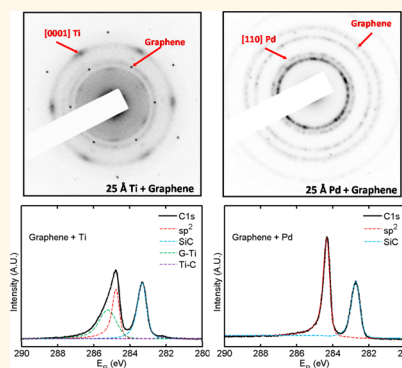 [0001] Ti
Graphene
25 Å Ti + Graphene
[110] Pd
Graphene
25 Å Pd + Graphene
Intensity (A.U.)
Graphene + Ti
C1s
sp²
SiC
G-Ti
Ti-C
290 288 286 284 282 280
E_B (eV)
Intensity (A.U.)
Graphene + Pd
C1s
sp²
SiC
290 288 286 284 282
E_B (eV)